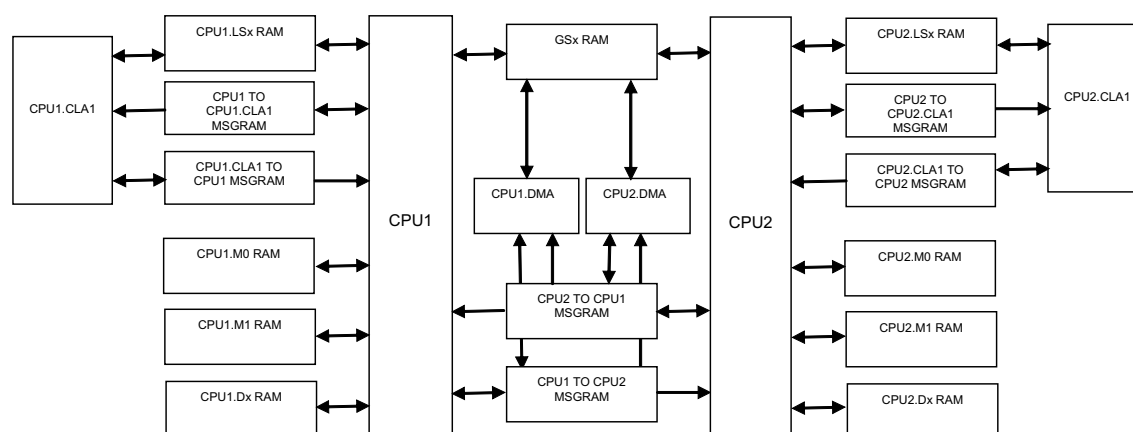 CPU1.CLA1
CPU1.LSx RAM
CPU1 TO
CPU1.CLA1
MSGRAM
CPU1.CLA1 TO
CPU1 MSGRAM
CPU1.M0 RAM
CPU1.M1 RAM
CPU1.Dx RAM
CPU1
GSx RAM
CPU1.DMA
CPU2.DMA
CPU2 TO CPU1
MSGRAM
CPU1 TO CPU2
MSGRAM
CPU2
CPU2.LSx RAM
CPU2 TO
CPU2.CLA1
MSGRAM
CPU2.CLA1 TO
CPU2 MSGRAM
CPU2.M0 RAM
CPU2.M1 RAM
CPU2.Dx RAM
CPU2.CLA1